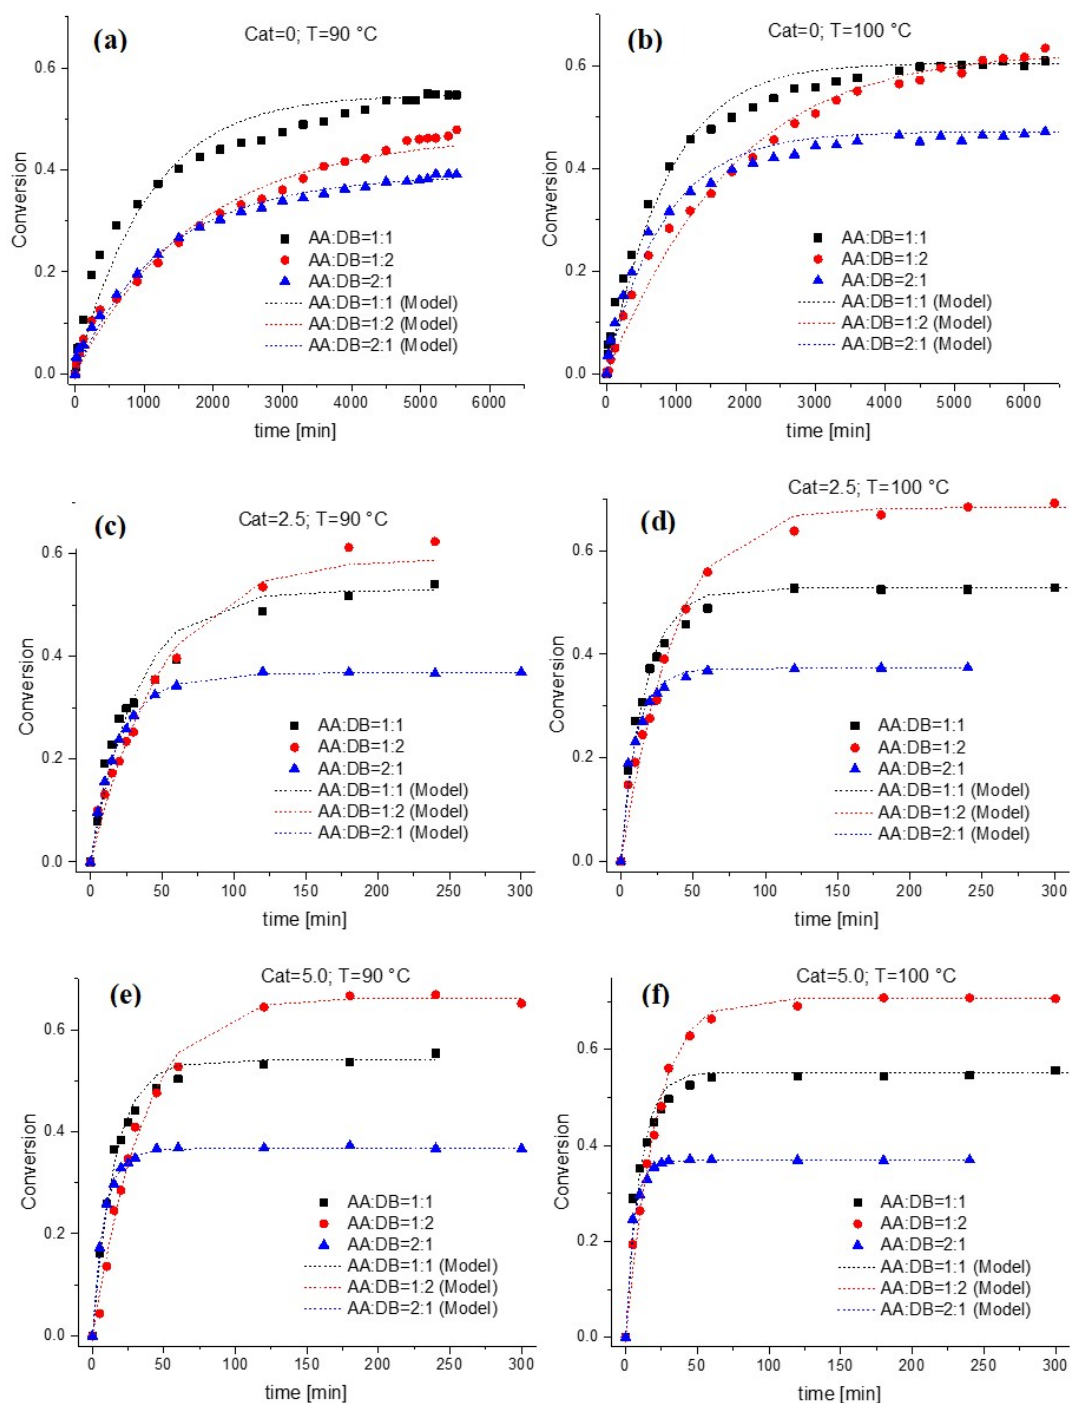 (a) Cat=0; T=90 °C
0.6
0.4
0.2
0.0
Conversion
AA:DB=1:1
AA:DB=1:2
AA:DB=2:1
AA:DB=1:1 (Model)
AA:DB=1:2 (Model)
AA:DB=2:1 (Model)
0 1000 2000 3000 4000 5000 6000
time [min]
(b) Cat=0; T=100 °C
0.6
0.4
0.2
0.0
Conversion
AA:DB=1:1
AA:DB=1:2
AA:DB=2:1
AA:DB=1:1 (Model)
AA:DB=1:2 (Model)
AA:DB=2:1 (Model)
0 1000 2000 3000 4000 5000 6000
time [min]
(c) Cat=2.5; T=90 °C
0.6
0.4
0.2
0.0
Conversion
AA:DB=1:1
AA:DB=1:2
AA:DB=2:1
AA:DB=1:1 (Model)
AA:DB=1:2 (Model)
AA:DB=2:1 (Model)
0 50 100 150 200 250 300
time [min]
(d) Cat=2.5; T=100 °C
0.6
0.4
0.2
0.0
Conversion
AA:DB=1:1
AA:DB=1:2
AA:DB=2:1
AA:DB=1:1 (Model)
AA:DB=1:2 (Model)
AA:DB=2:1 (Model)
0 50 100 150 200 250 300
time [min]
(e) Cat=5.0; T=90 °C
0.6
0.4
0.2
0.0
Conversion
AA:DB=1:1
AA:DB=1:2
AA:DB=2:1
AA:DB=1:1 (Model)
AA:DB=1:2 (Model)
AA:DB=2:1 (Model)
0 50 100 150 200 250 300
time [min]
(f) Cat=5.0; T=100 °C
0.6
0.4
0.2
0.0
Conversion
AA:DB=1:1
AA:DB=1:2
AA:DB=2:1
AA:DB=1:1 (Model)
AA:DB=1:2 (Model)
AA:DB=2:1 (Model)
0 50 100 150 200 250 300
time [min]